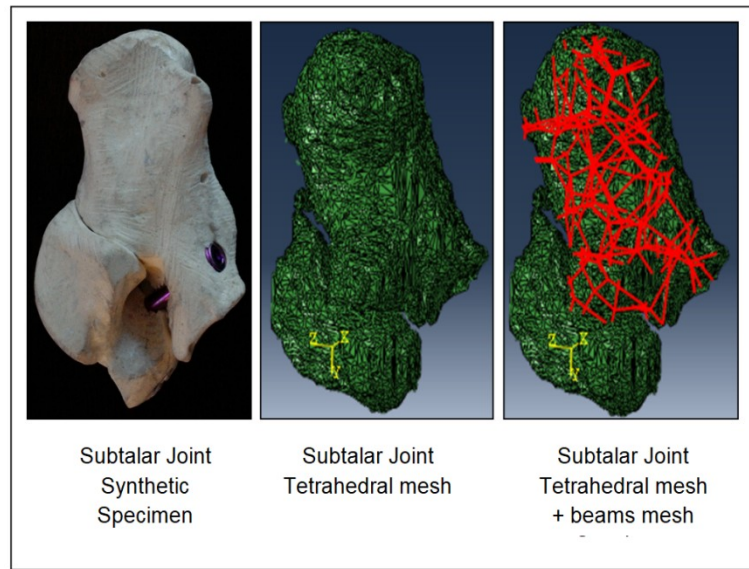 Z
X
Y
Z
X
Y
Subtalar Joint
Synthetic
Specimen
Subtalar Joint
Tetrahedral mesh
Subtalar Joint
Tetrahedral mesh
+ beams mesh